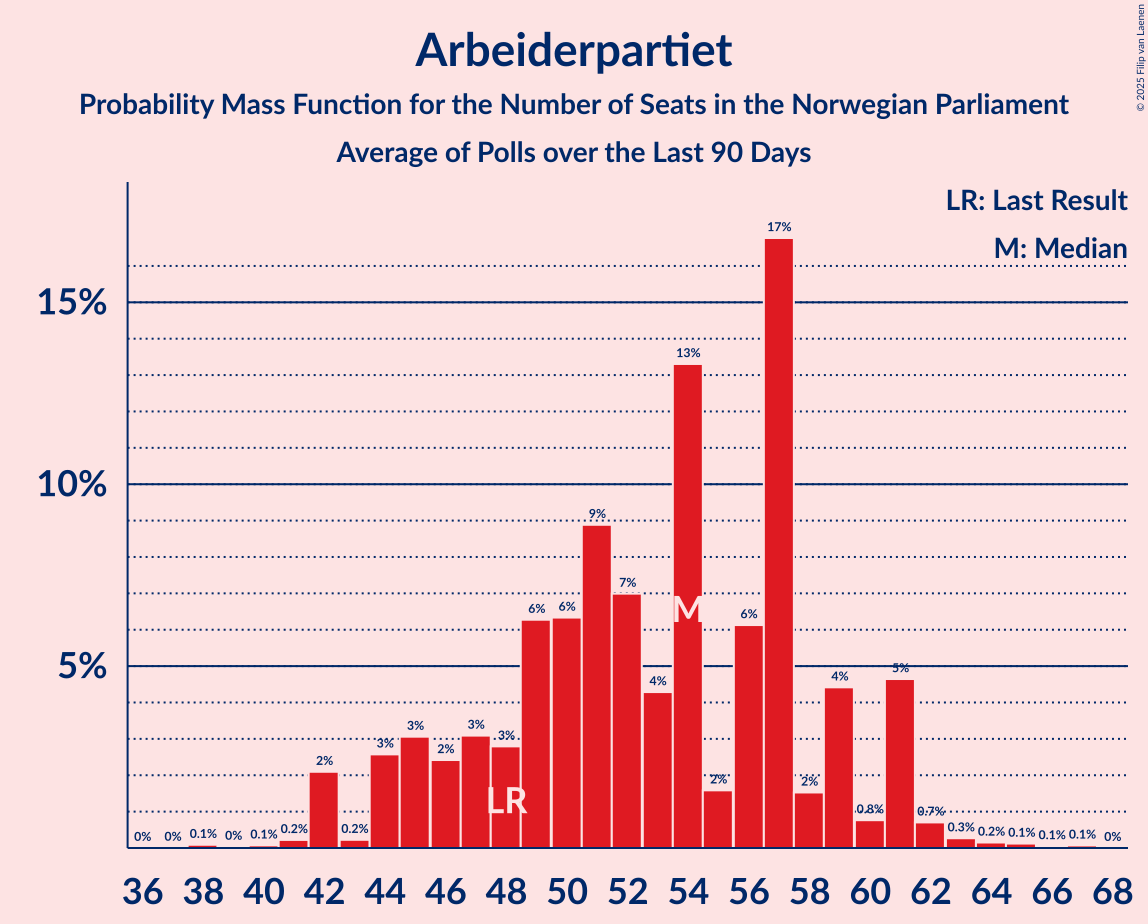 Arbeiderpartiet
Probability Mass Function for the Number of Seats in the Norwegian Parliament
Average of Polls over the Last 90 Days
© 2025 Filip van Laenen
LR: Last Result
M: Median
15%
10%
5%
0% 0% 0.1% 0% 0.1% 0.2% 2% 0.2% 3% 3% 2% 3% 3% 6% 6% 9% 7% 4% 13% 2% 6% 17% 2% 4% 0.8% 5% 0.7% 0.3% 0.2% 0.1% 0.1% 0.1% 0%
LR
M
36 38 40 42 44 46 48 50 52 54 56 58 60 62 64 66 68